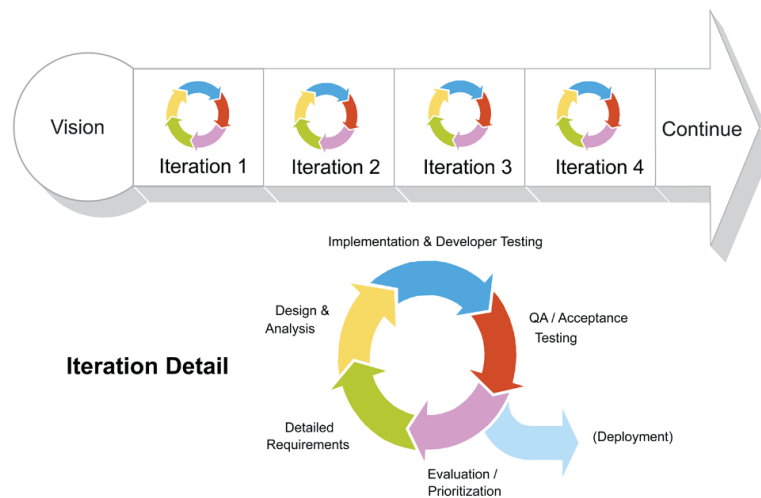 Vision
Iteration 1
Iteration 2
Iteration 3
Iteration 4
Continue
Implementation & Developer Testing
Design &
Analysis
QA / Acceptance
Testing
Iteration Detail
Detailed
Requirements
(Deployment)
Evaluation /
Prioritization